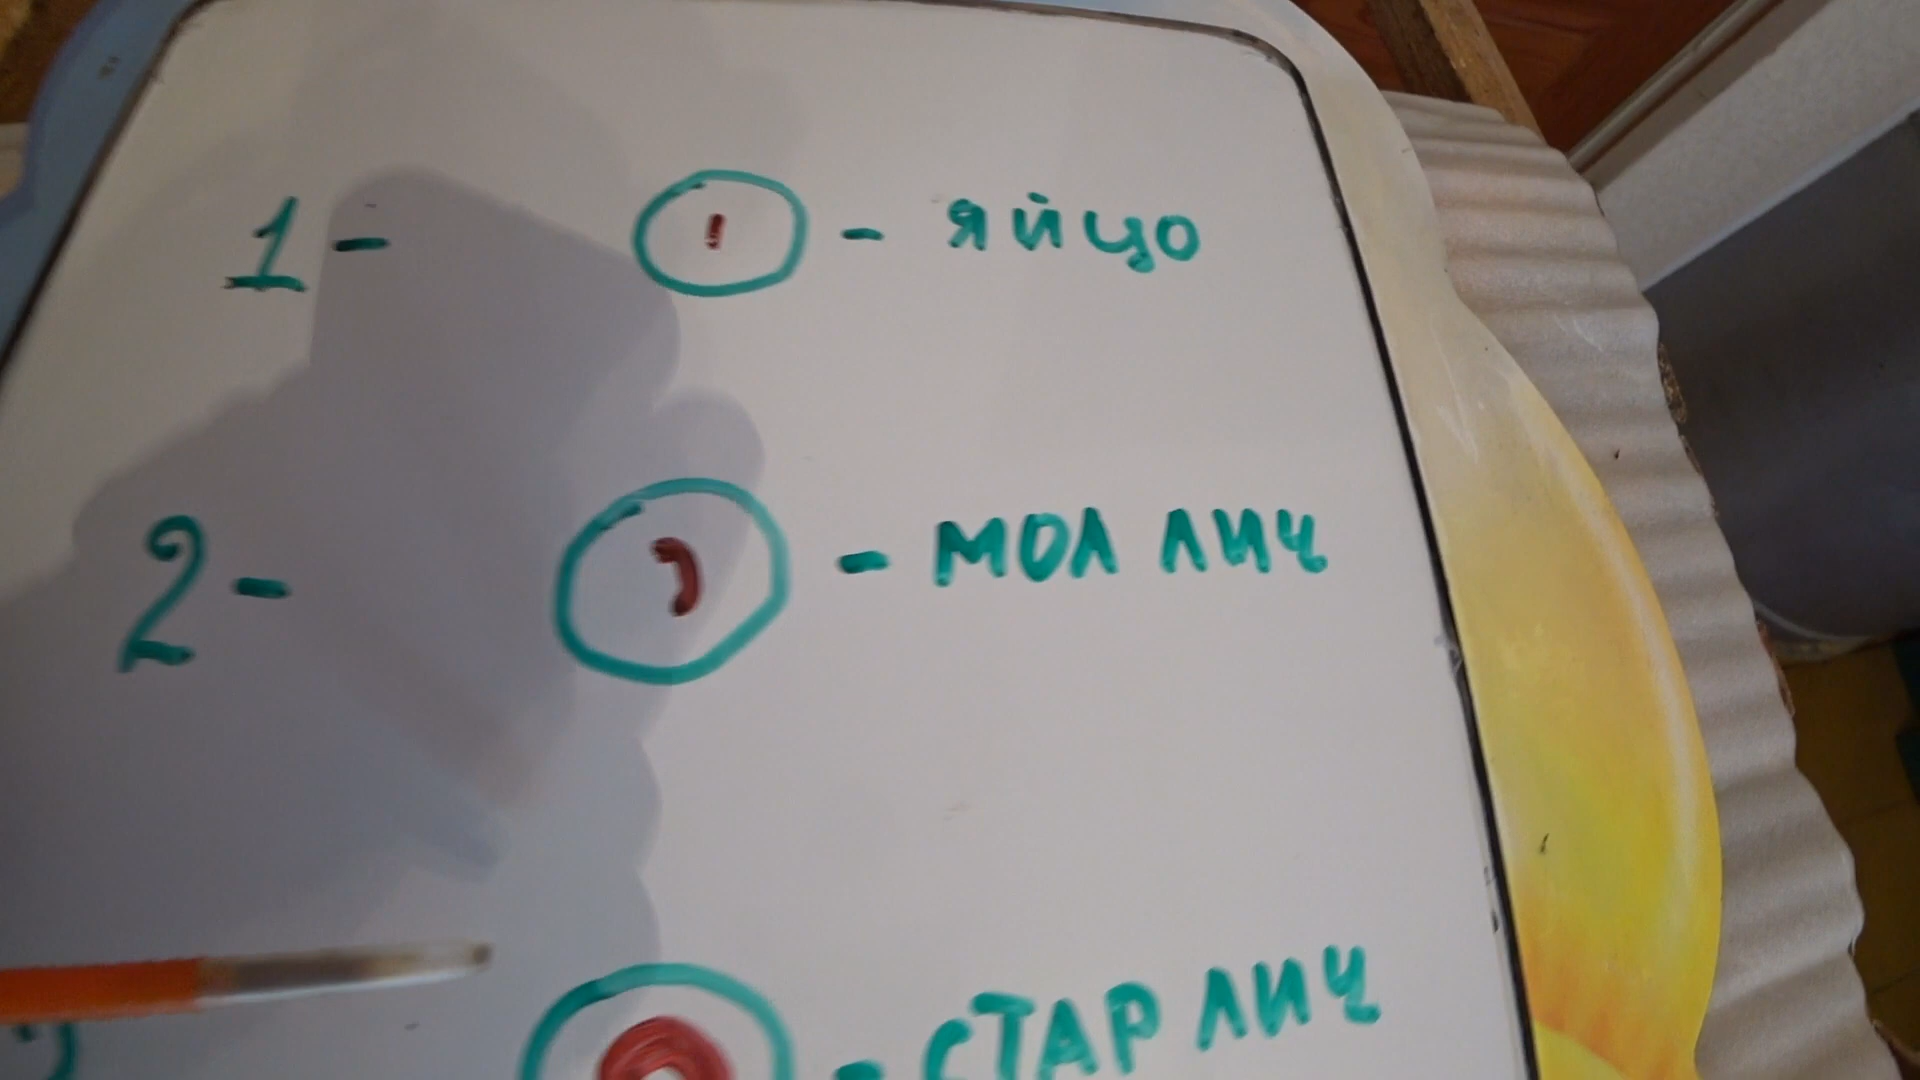 1 - - яйцо
2 - - мол лич
- стар лич